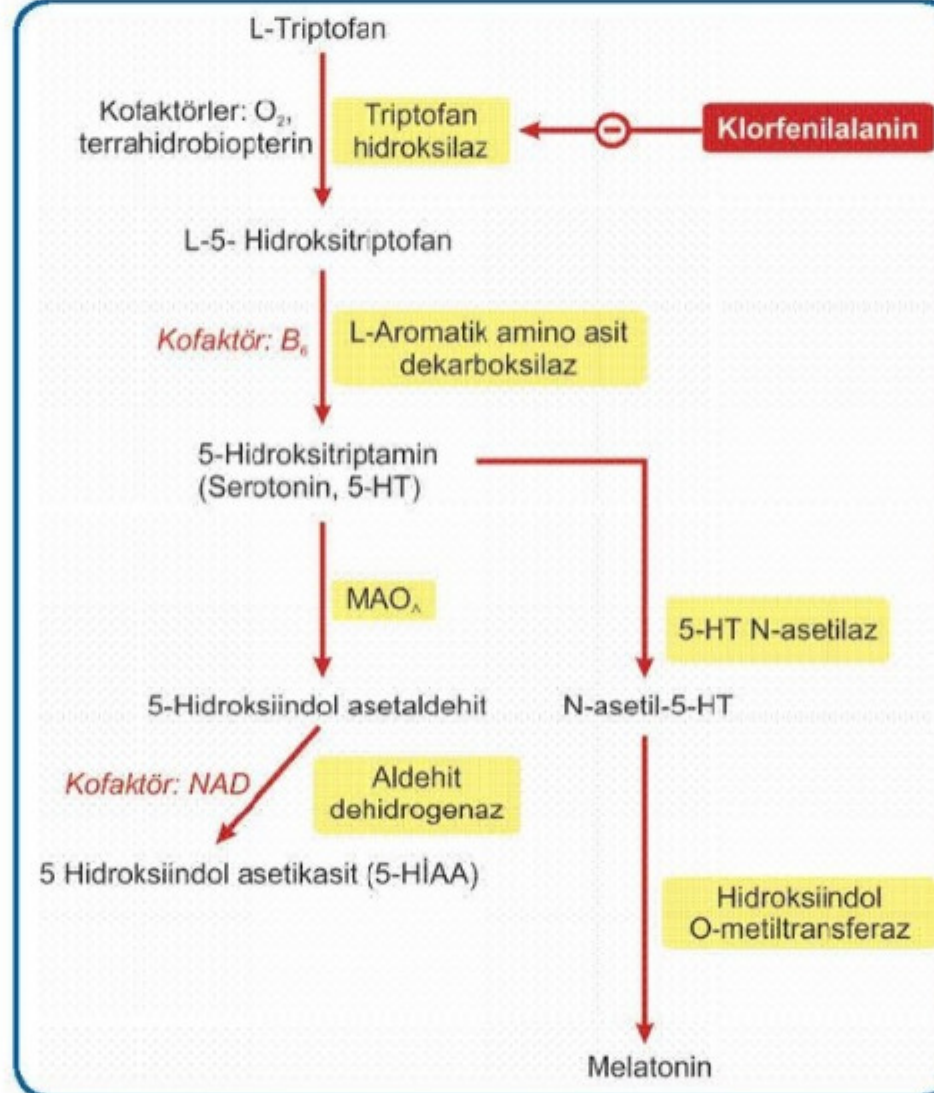 L-Triptofan
Kofaktörler: O₂,
terrahidrobiopterin
Triptofan
hidroksilaz
Klorfenilalanin
L-5- Hidroksitriptofan
Kofaktör: B₆
L-Aromatik amino asit
dekarboksilaz
5-Hidroksitriptamin
(Serotonin, 5-HT)
MAOA
5-HT N-asetilaz
5-Hidroksiindol asetaldehit
N-asetil-5-HT
Kofaktör: NAD
Aldehit
dehidrogenaz
5 Hidroksiindol asetikasit (5-HİAA)
Hidroksiindol
O-metiltransferaz
Melatonin